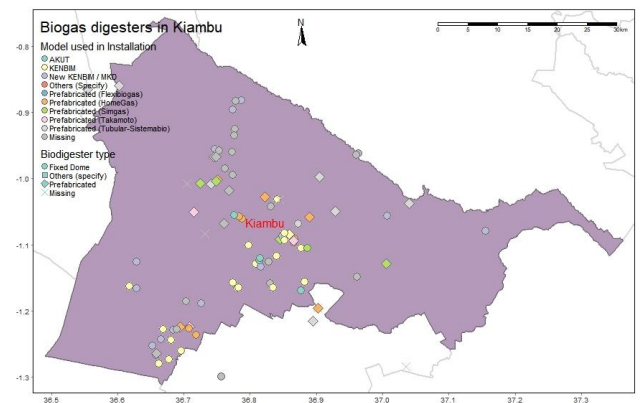 Biogas digesters in Kiambu
N
0 5 10 15 20 25 30km
Model used in Installation
AKUT
KENBIM
New KENBIM / MKD
Others (Specify)
Prefabricated (Flexibiogas)
Prefabricated (HomeGas)
Prefabricated (Simgas)
Prefabricated (Takamoto)
Prefabricated (Tubular-Sistemabio)
Missing
Biodigester type
Fixed Dome
Others (specify)
Prefabricated
Missing
Kiambu
-0.8
-0.9
-1.0
-1.1
-1.2
-1.3
36.5 36.6 36.7 36.8 36.9 37.0 37.1 37.2 37.3